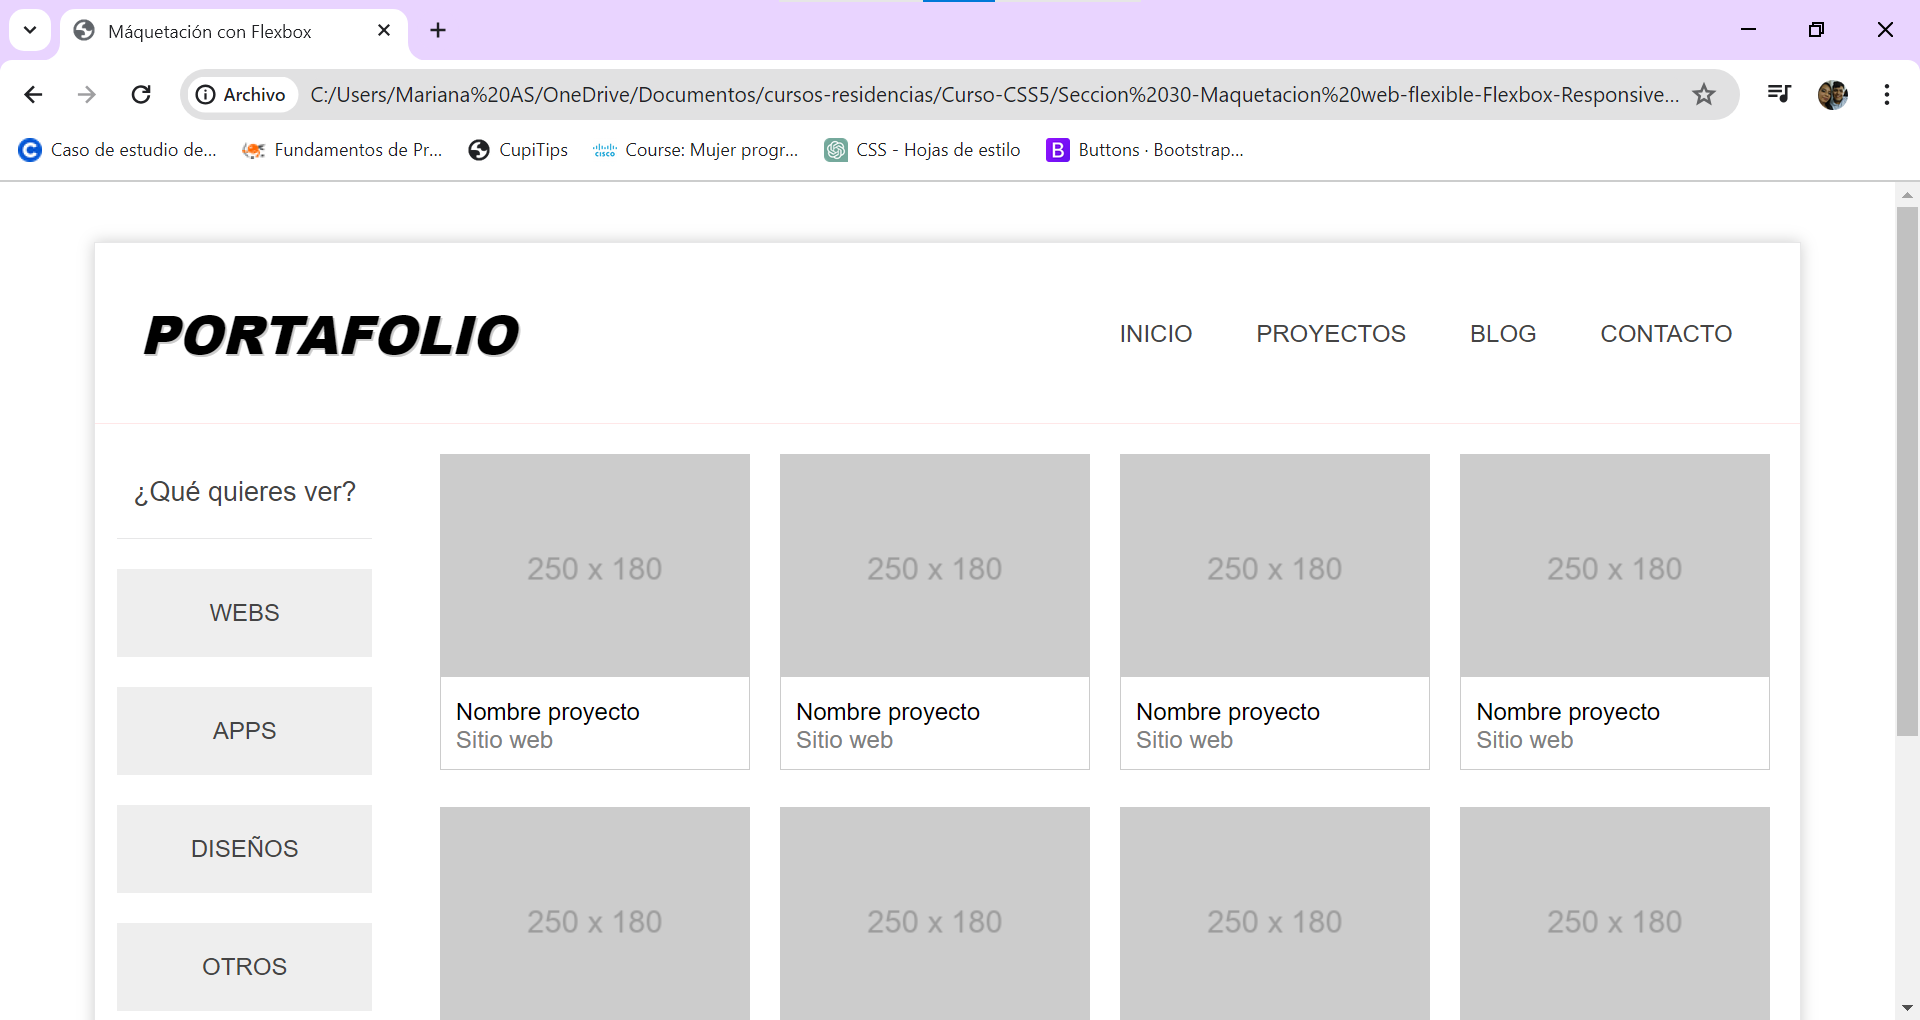 Máquetación con Flexbox
Archivo C:/Users/Mariana%20AS/OneDrive/Documentos/cursos-residencias/Curso-CSS5/Seccion%2030-Maquetacion%20web-flexible-Flexbox-Responsive...
Caso de estudio de... Fundamentos de Pr... CupiTips CISCO Course: Mujer progr... CSS - Hojas de estilo B Buttons · Bootstrap...
PORTAFOLIO INICIO PROYECTOS BLOG CONTACTO
¿Qué quieres ver?
WEBS
APPS
DISEÑOS
OTROS
250 x 180 250 x 180 250 x 180 250 x 180
Nombre proyecto Nombre proyecto Nombre proyecto Nombre proyecto
Sitio web Sitio web Sitio web Sitio web
250 x 180 250 x 180 250 x 180 250 x 180